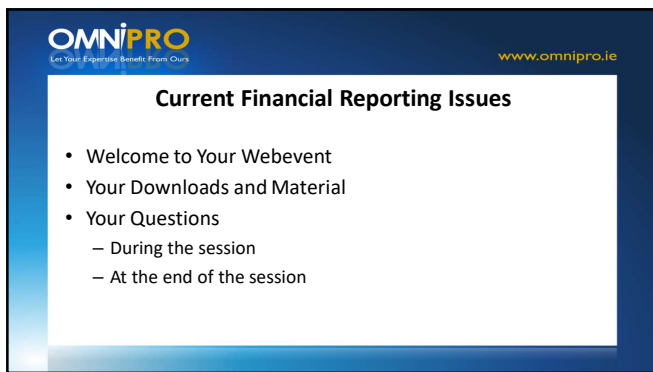 OMNIPRO
Let Your Expertise Benefit From Ours
www.omnipro.ie
Current Financial Reporting Issues
• Welcome to Your Webevent
• Your Downloads and Material
• Your Questions
– During the session
– At the end of the session